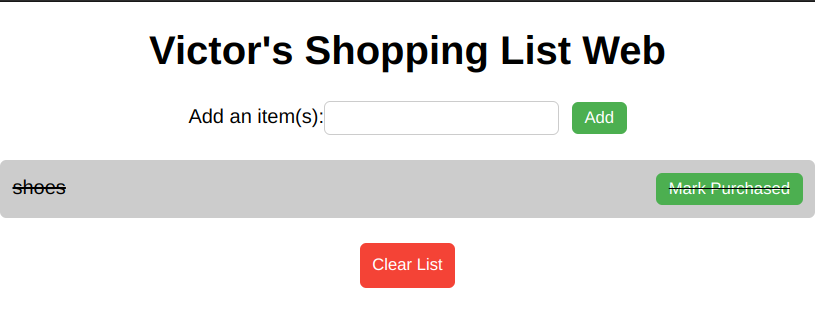 Victor's Shopping List Web
Add an item(s): Add
shoes Mark Purchased
Clear List